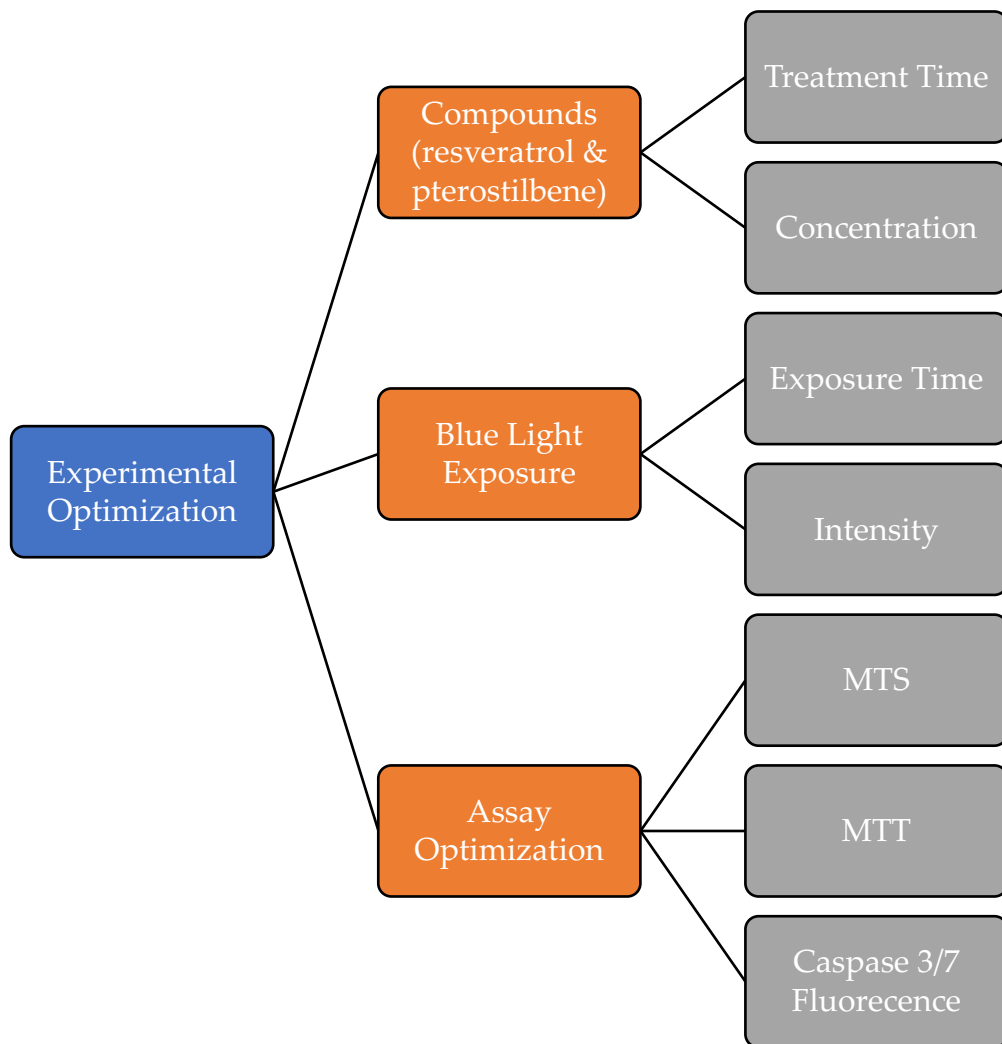 Experimental
Optimization
Compounds
(resveratrol &
pterostilbene)
Treatment Time
Concentration
Blue Light
Exposure
Exposure Time
Intensity
Assay
Optimization
MTS
MTT
Caspase 3/7
Fluorecence